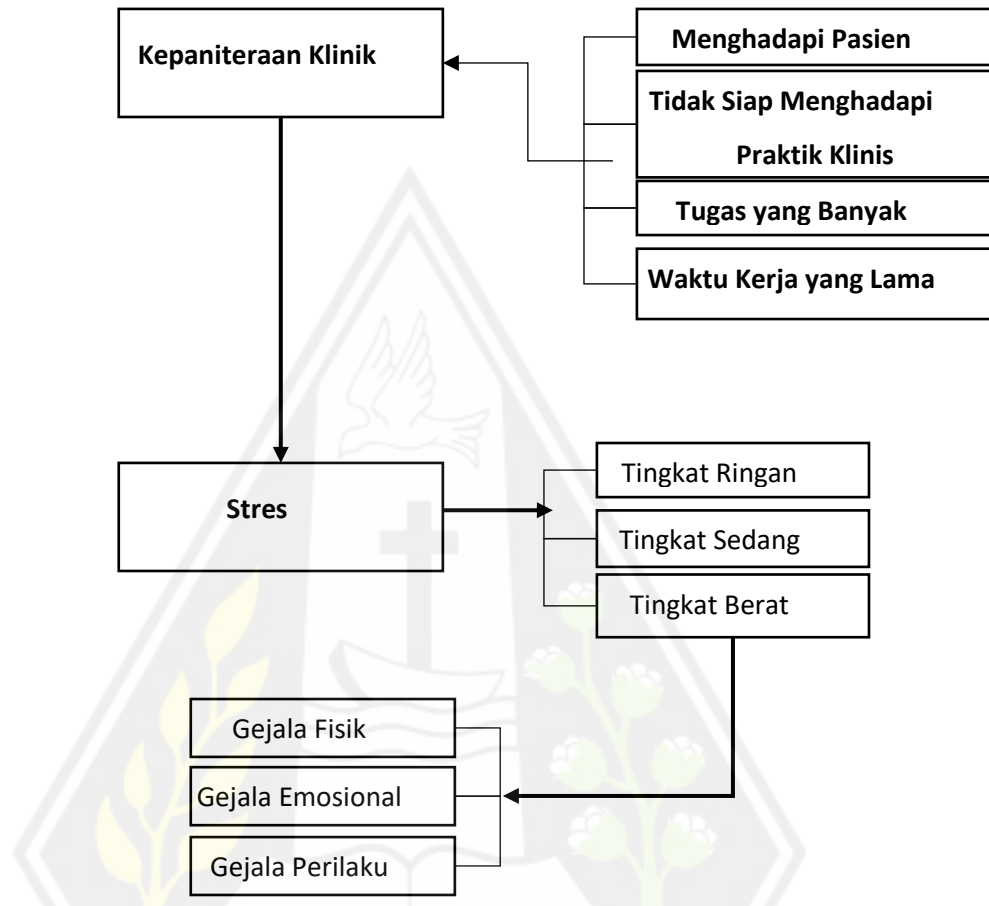 Kepaniteraan Klinik
Menghadapi Pasien
Tidak Siap Menghadapi
Praktik Klinis
Tugas yang Banyak
Waktu Kerja yang Lama
Stres
Tingkat Ringan
Tingkat Sedang
Tingkat Berat
Gejala Fisik
Gejala Emosional
Gejala Perilaku